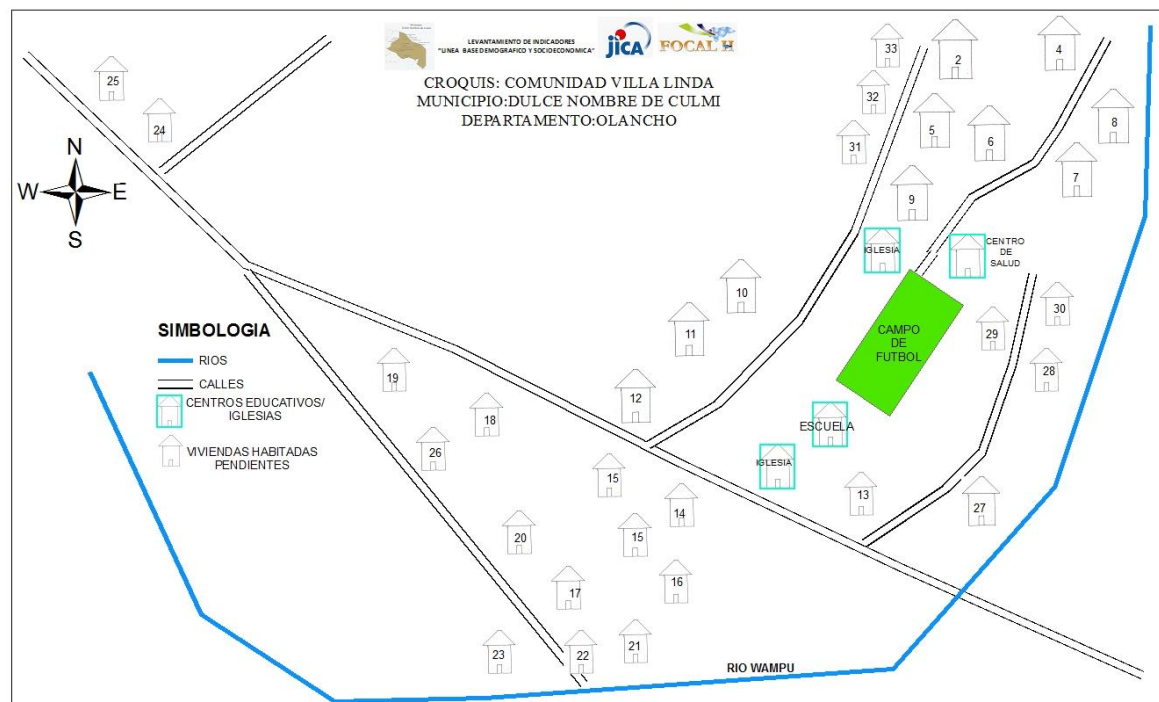 LEVANTAMIENTO DE INDICADORES
"LINEA BASE DEMOGRAFICO Y SOCIOECONOMICA"
jICA
FOCAL II
CROQUIS: COMUNIDAD VILLA LINDA
MUNICIPIO:DULCE NOMBRE DE CULMI
DEPARTAMENTO:OLANCHO
25
24
N
W
E
S
33
2
4
32
5
6
8
31
7
9
IGLESIA
CENTRO
DE
SALUD
10
11
12
CAMPO
DE
FUTBOL
29
30
28
SIMBOLOGIA
RIOS
CALLES
CENTROS EDUCATIVOS/
IGLESIAS
VIVIENDAS HABITADAS
PENDIENTES
19
18
26
ESCUELA
IGLESIA
15
14
13
27
20
15
17
16
23
22
21
RIO WAMPU